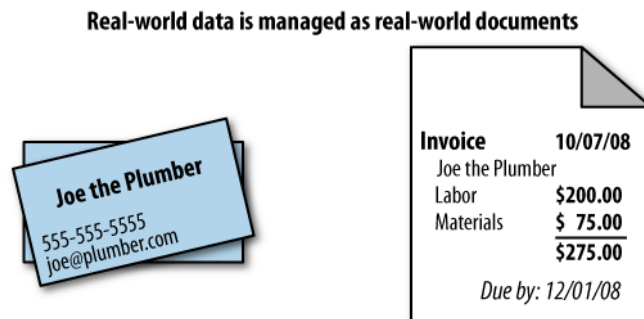 Real-world data is managed as real-world documents
Joe the Plumber
555-555-5555
joe@plumber.com
Invoice 10/07/08
Joe the Plumber
Labor $200.00
Materials $ 75.00
$275.00
Due by: 12/01/08